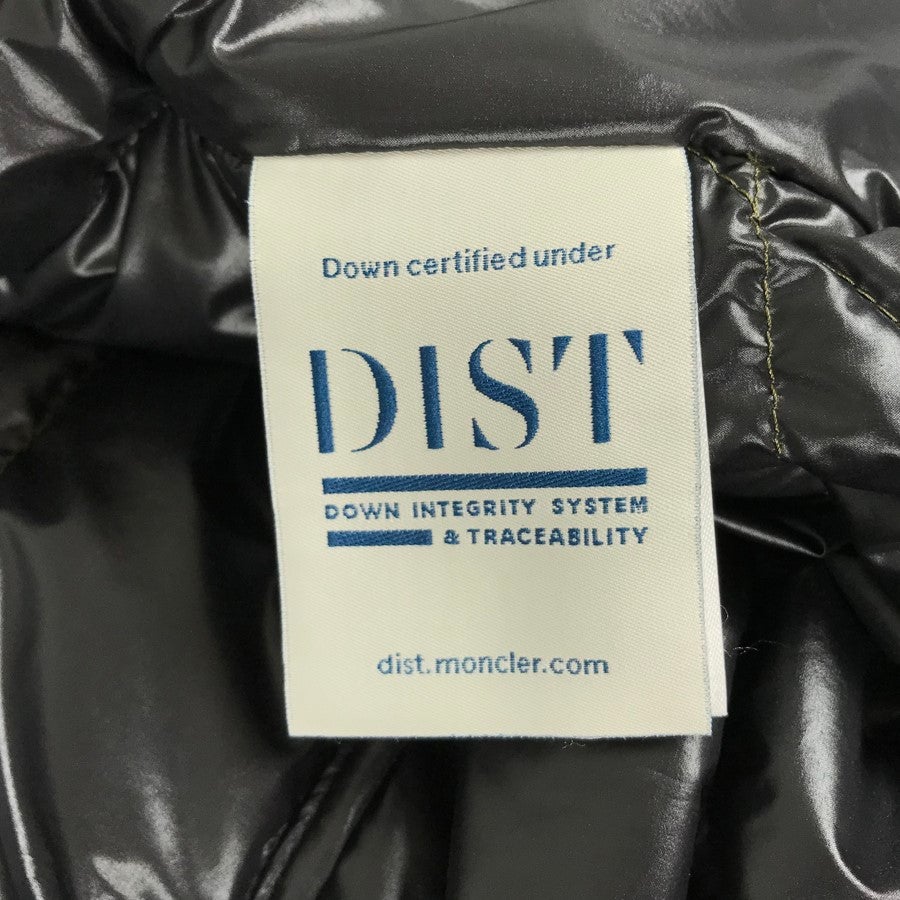 Down certified under
DIST
DOWN INTEGRITY SYSTEM
& TRACEABILITY
dist.moncler.com